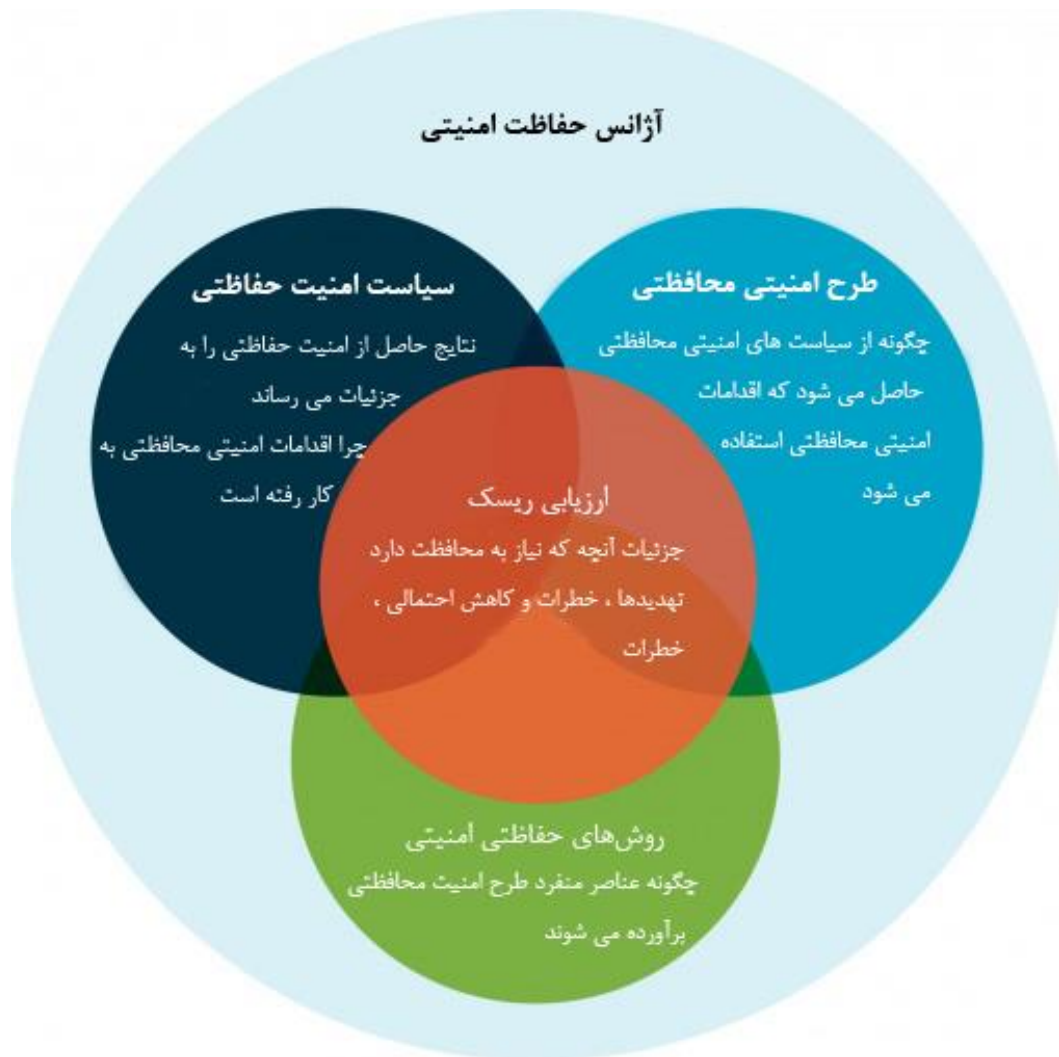 آژانس حفاظت امنیتی
طرح امنیتی محافظتی
چگونه از سیاست های امنیتی محافظتی
حاصل می شود که اقدامات
امنیتی محافظتی استفاده
می شود
سیاست امنیت حفاظتی
نتایج حاصل از امنیت حفاظتی را به
جزئیات می رساند
چرا اقدامات امنیتی محافظتی به
کار رفته است
ارزیابی ریسک
جزئیات آنچه که نیاز به محافظت دارد
تهدیدها ، خطرات و کاهش احتمالی ،
خطرات
روش‌های حفاظتی امنیتی
چگونه عناصر منفرد طرح امنیت محافظتی
برآورده می شوند